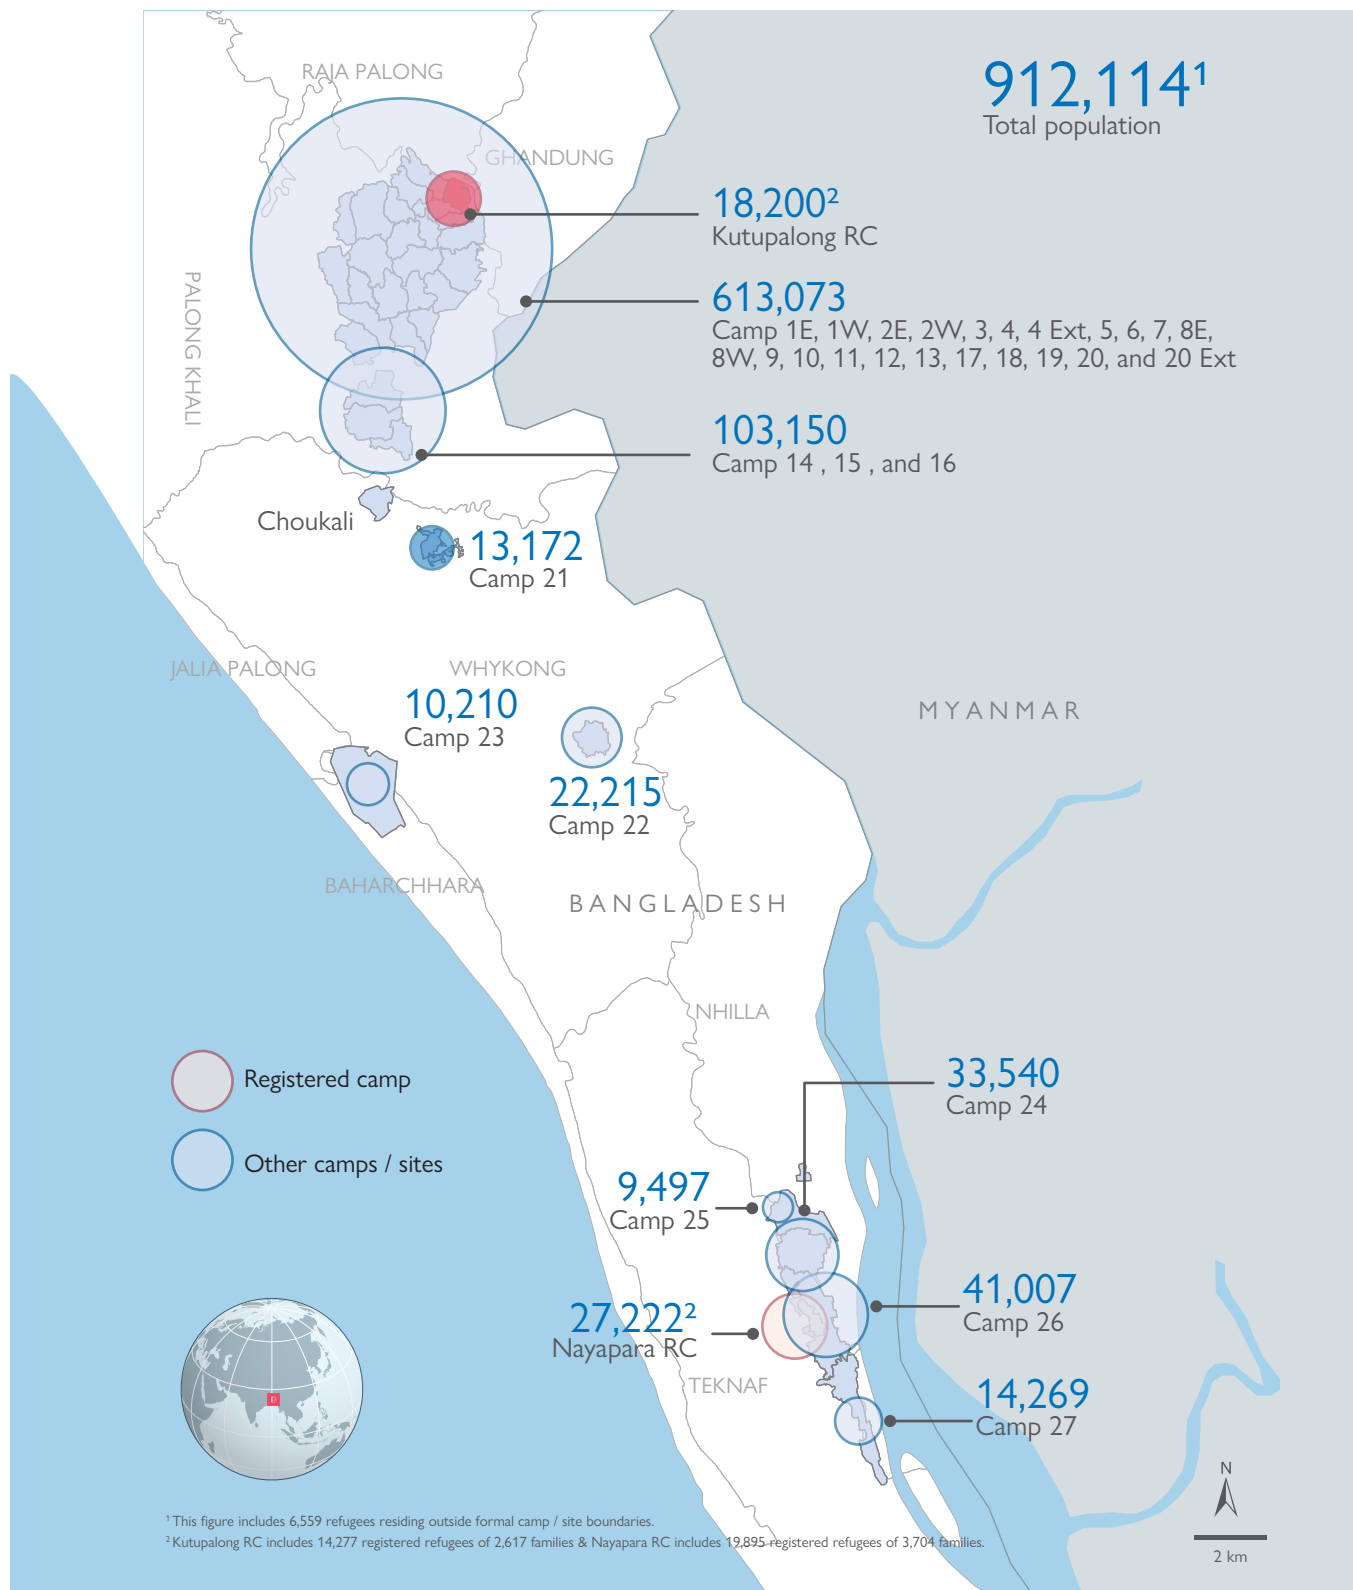 912,114¹
Total population
RAJA PALONG
GHANDUNG
18,200²
Kutupalong RC
PALONG KHALI
613,073
Camp 1E, 1W, 2E, 2W, 3, 4, 4 Ext, 5, 6, 7, 8E,
8W, 9, 10, 11, 12, 13, 17, 18, 19, 20, and 20 Ext
103,150
Camp 14 , 15 , and 16
Choukali
13,172
Camp 21
JALIA PALONG
WHYKONG
10,210
Camp 23
MYANMAR
22,215
Camp 22
BAHARCHHARA
BANGLADESH
NHILLA
Registered camp
33,540
Camp 24
Other camps / sites
9,497
Camp 25
41,007
Camp 26
27,222²
Nayapara RC
TEKNAF
14,269
Camp 27
N
2 km
¹ This figure includes 6,559 refugees residing outside formal camp / site boundaries.
² Kutupalong RC includes 14,277 registered refugees of 2,617 families & Nayapara RC includes 19,895 registered refugees of 3,704 families.